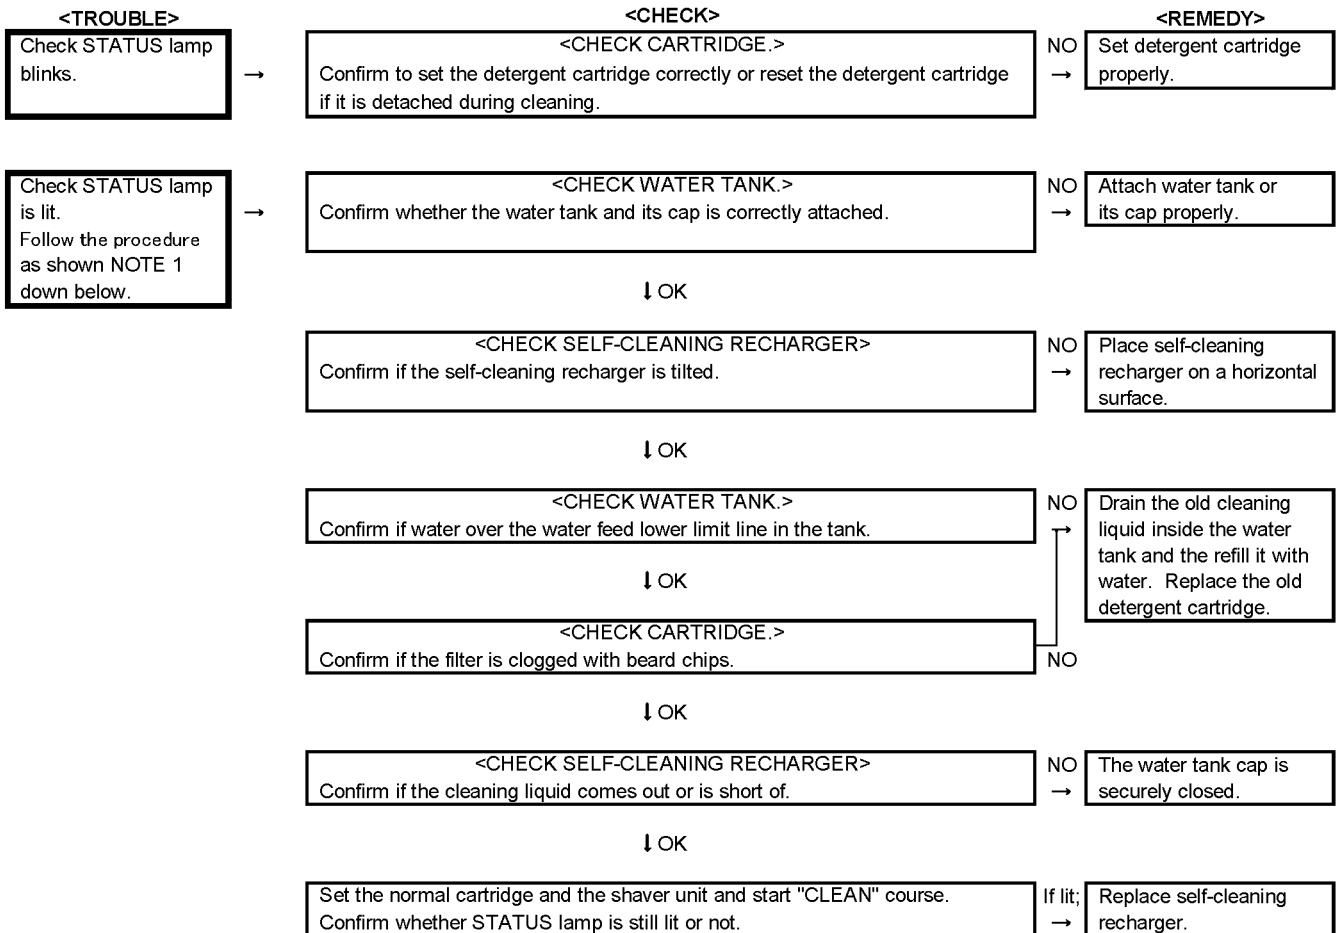 <TROUBLE>
<CHECK>
<REMEDY>
Check STATUS lamp
blinks.
→
<CHECK CARTRIDGE.>
Confirm to set the detergent cartridge correctly or reset the detergent cartridge
if it is detached during cleaning.
NO
→
Set detergent cartridge
properly.
Check STATUS lamp
is lit.
Follow the procedure
as shown NOTE 1
down below.
→
<CHECK WATER TANK.>
Confirm whether the water tank and its cap is correctly attached.
NO
→
Attach water tank or
its cap properly.
↓ OK
<CHECK SELF-CLEANING RECHARGER>
Confirm if the self-cleaning recharger is tilted.
NO
→
Place self-cleaning
recharger on a horizontal
surface.
↓ OK
<CHECK WATER TANK.>
Confirm if water over the water feed lower limit line in the tank.
NO
→
Drain the old cleaning
liquid inside the water
tank and the refill it with
water. Replace the old
detergent cartridge.
↓ OK
<CHECK CARTRIDGE.>
Confirm if the filter is clogged with beard chips.
NO
↓ OK
<CHECK SELF-CLEANING RECHARGER>
Confirm if the cleaning liquid comes out or is short of.
NO
→
The water tank cap is
securely closed.
↓ OK
Set the normal cartridge and the shaver unit and start "CLEAN" course.
Confirm whether STATUS lamp is still lit or not.
If lit;
→
Replace self-cleaning
recharger.